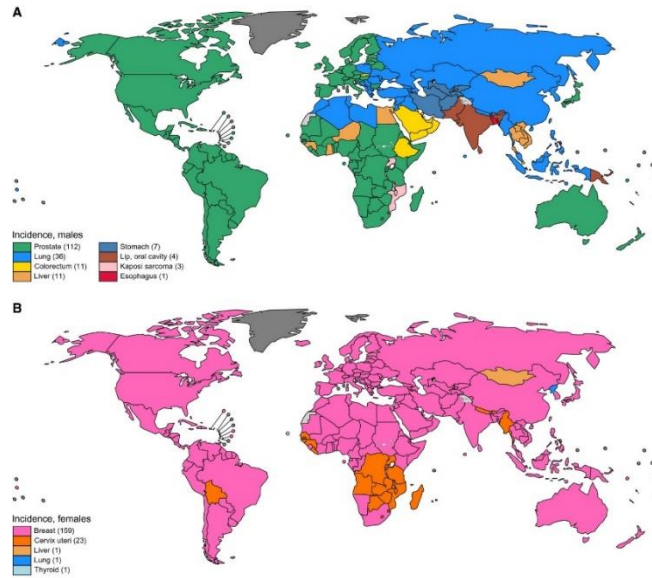 A
Incidence, males
Prostate (112)
Lung (36)
Colorectum (11)
Liver (11)
Stomach (7)
Lip, oral cavity (4)
Kaposi sarcoma (3)
Esophagus (1)
B
Incidence, females
Breast (159)
Cervix uteri (23)
Liver (1)
Lung (1)
Thyroid (1)